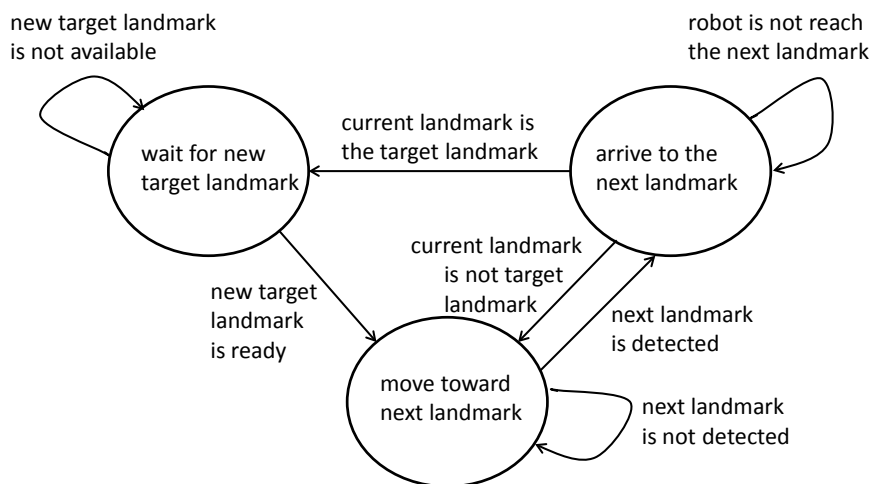 new target landmark
is not available
robot is not reach
the next landmark
current landmark is
the target landmark
wait for new
target landmark
arrive to the
next landmark
current landmark
is not target
landmark
new target
landmark
is ready
next landmark
is detected
move toward
next landmark
next landmark
is not detected